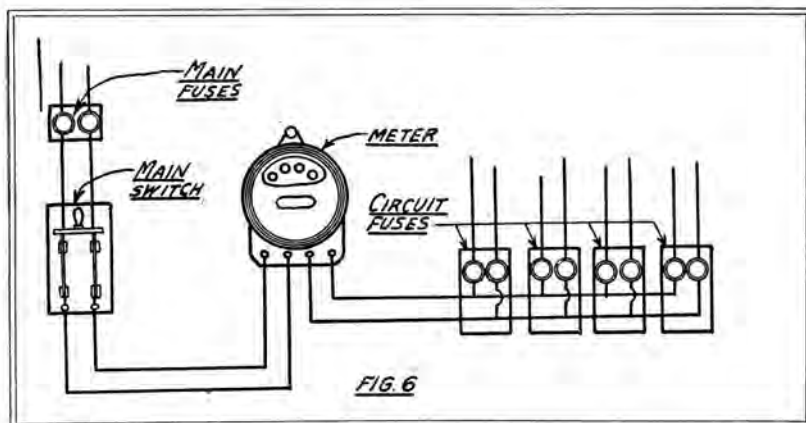 MAIN
FUSES
METER
MAIN
SWITCH
CIRCUIT
FUSES
FIG. 6